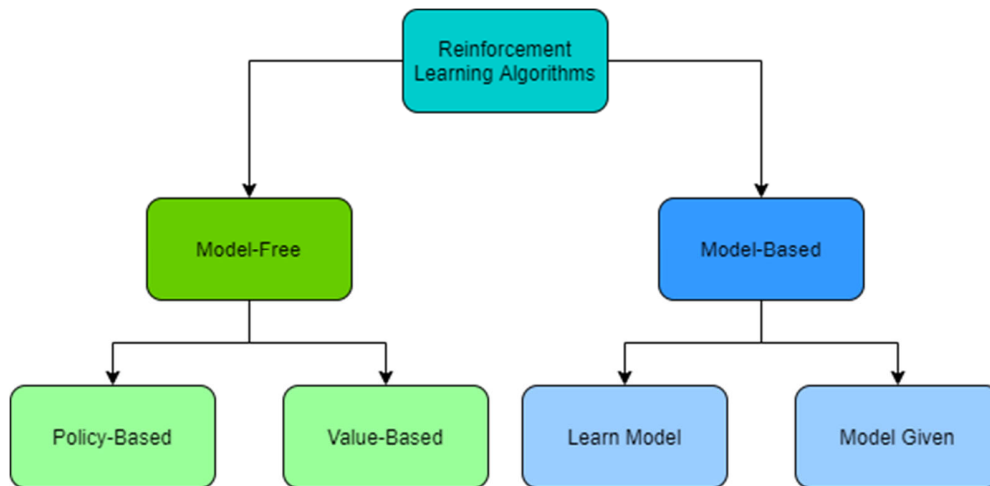 Reinforcement
Learning Algorithms
Model-Free
Model-Based
Policy-Based
Value-Based
Learn Model
Model Given